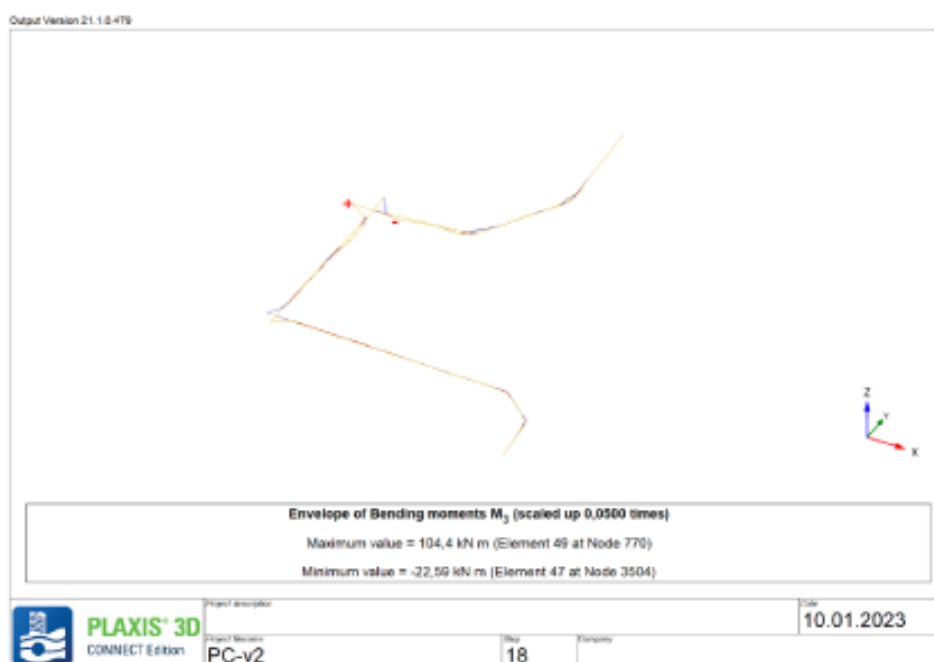 Output Version 21.1.0.479
Z
Y
X
Envelope of Bending moments M₃ (scaled up 0,0500 times)
Maximum value = 104,4 kN m (Element 49 at Node 770)
Minimum value = -22,59 kN m (Element 47 at Node 3504)
Project description
Date
10.01.2023
PLAXIS® 3D
CONNECT Edition
Project filename
PC-v2
Step
18
Company